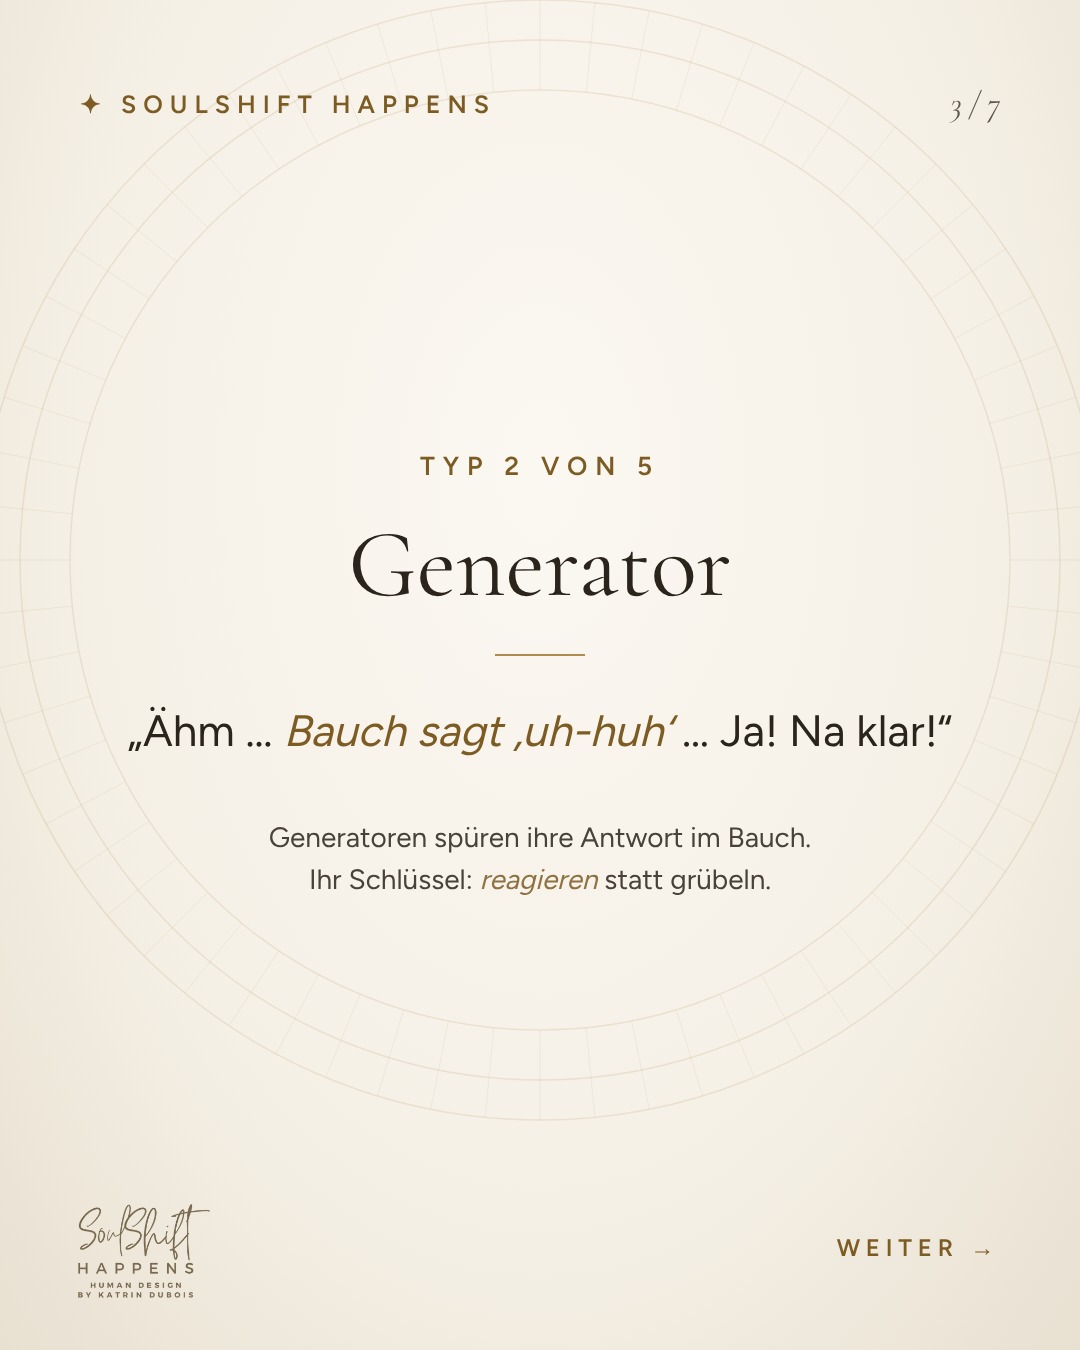 ✦ SOULSHIFT HAPPENS
3/7
TYP 2 VON 5
Generator
„Ähm … Bauch sagt ‚uh-huh‘ … Ja! Na klar!“
Generatoren spüren ihre Antwort im Bauch.
Ihr Schlüssel: reagieren statt grübeln.
SoulShift
HAPPENS
HUMAN DESIGN
BY KATRIN DUBOIS
WEITER →